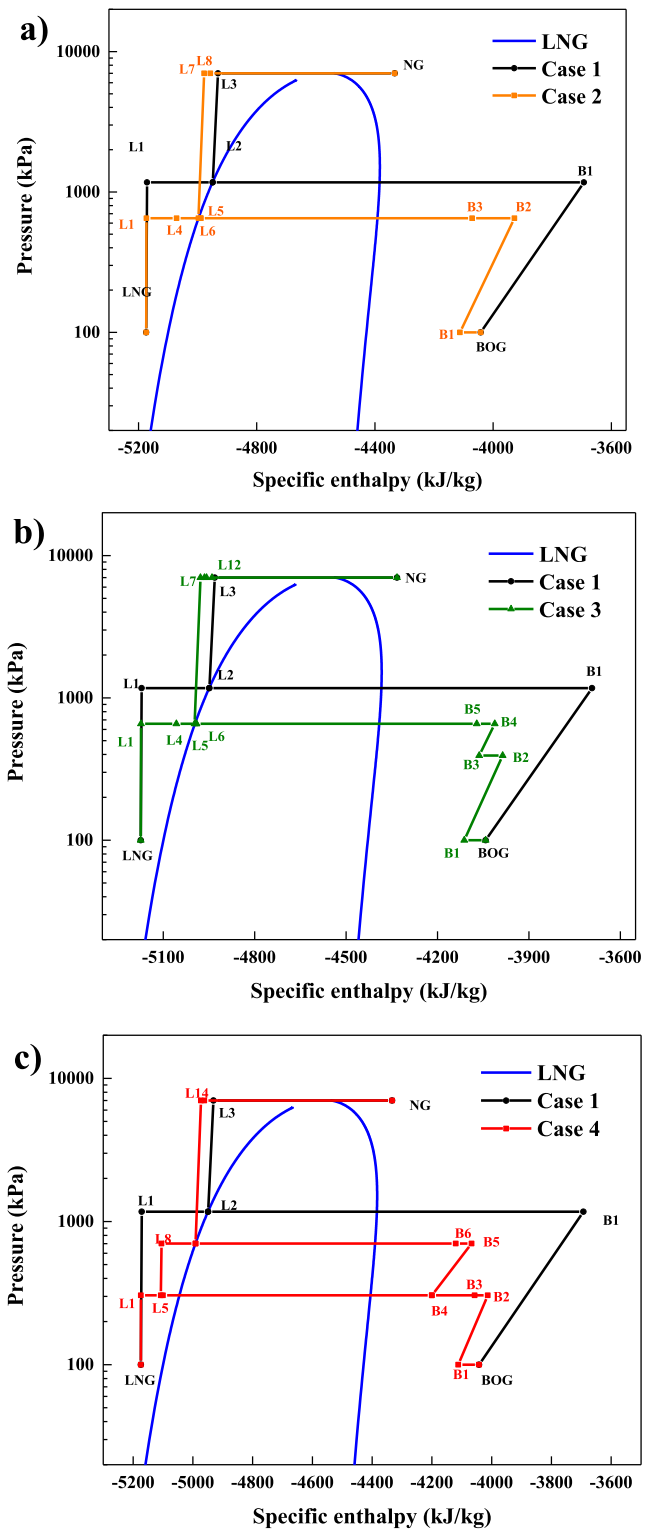 a)
10000
1000
100
Pressure (kPa)
L8
L7
L3
NG
LNG
Case 1
Case 2
L1
L2
B1
L1
L4
L5
L6
B3
B2
LNG
B1
BOG
-5200
-4800
-4400
-4000
-3600
Specific enthalpy (kJ/kg)
b)
10000
1000
100
Pressure (kPa)
L12
L7
L3
NG
LNG
Case 1
Case 3
L1
L2
B1
L1
L4
L5
L6
B5
B4
B3
B2
LNG
B1
BOG
-5100
-4800
-4500
-4200
-3900
-3600
Specific enthalpy (kJ/kg)
c)
10000
1000
100
Pressure (kPa)
L14
L3
NG
LNG
Case 1
Case 4
L1
L2
B1
L8
B6
B5
L1
L5
B4
B3
B2
LNG
B1
BOG
-5200
-5000
-4800
-4600
-4400
-4200
-4000
-3800
-3600
Specific enthalpy (kJ/kg)